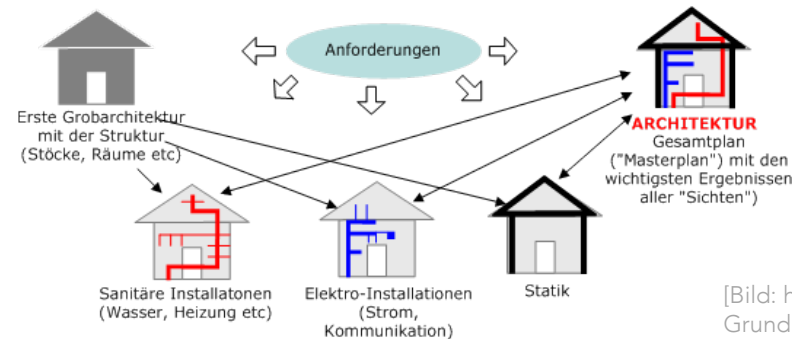 Anforderungen
Erste Grobarchitektur
mit der Struktur
(Stöcke, Räume etc)
ARCHITEKTUR
Gesamtplan
("Masterplan") mit den
wichtigsten Ergebnissen
aller "Sichten")
Sanitäre Installatonen
(Wasser, Heizung etc)
Elektro-Installationen
(Strom,
Kommunikation)
Statik
[Bild: h
Grund